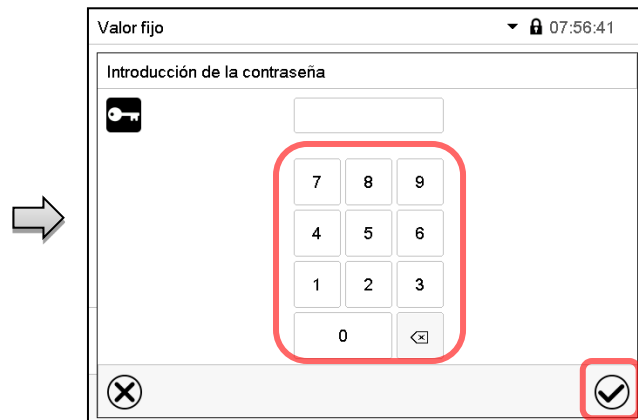 Valor fijo 07:56:41
Introducción de la contraseña
7 8 9
4 5 6
1 2 3
0